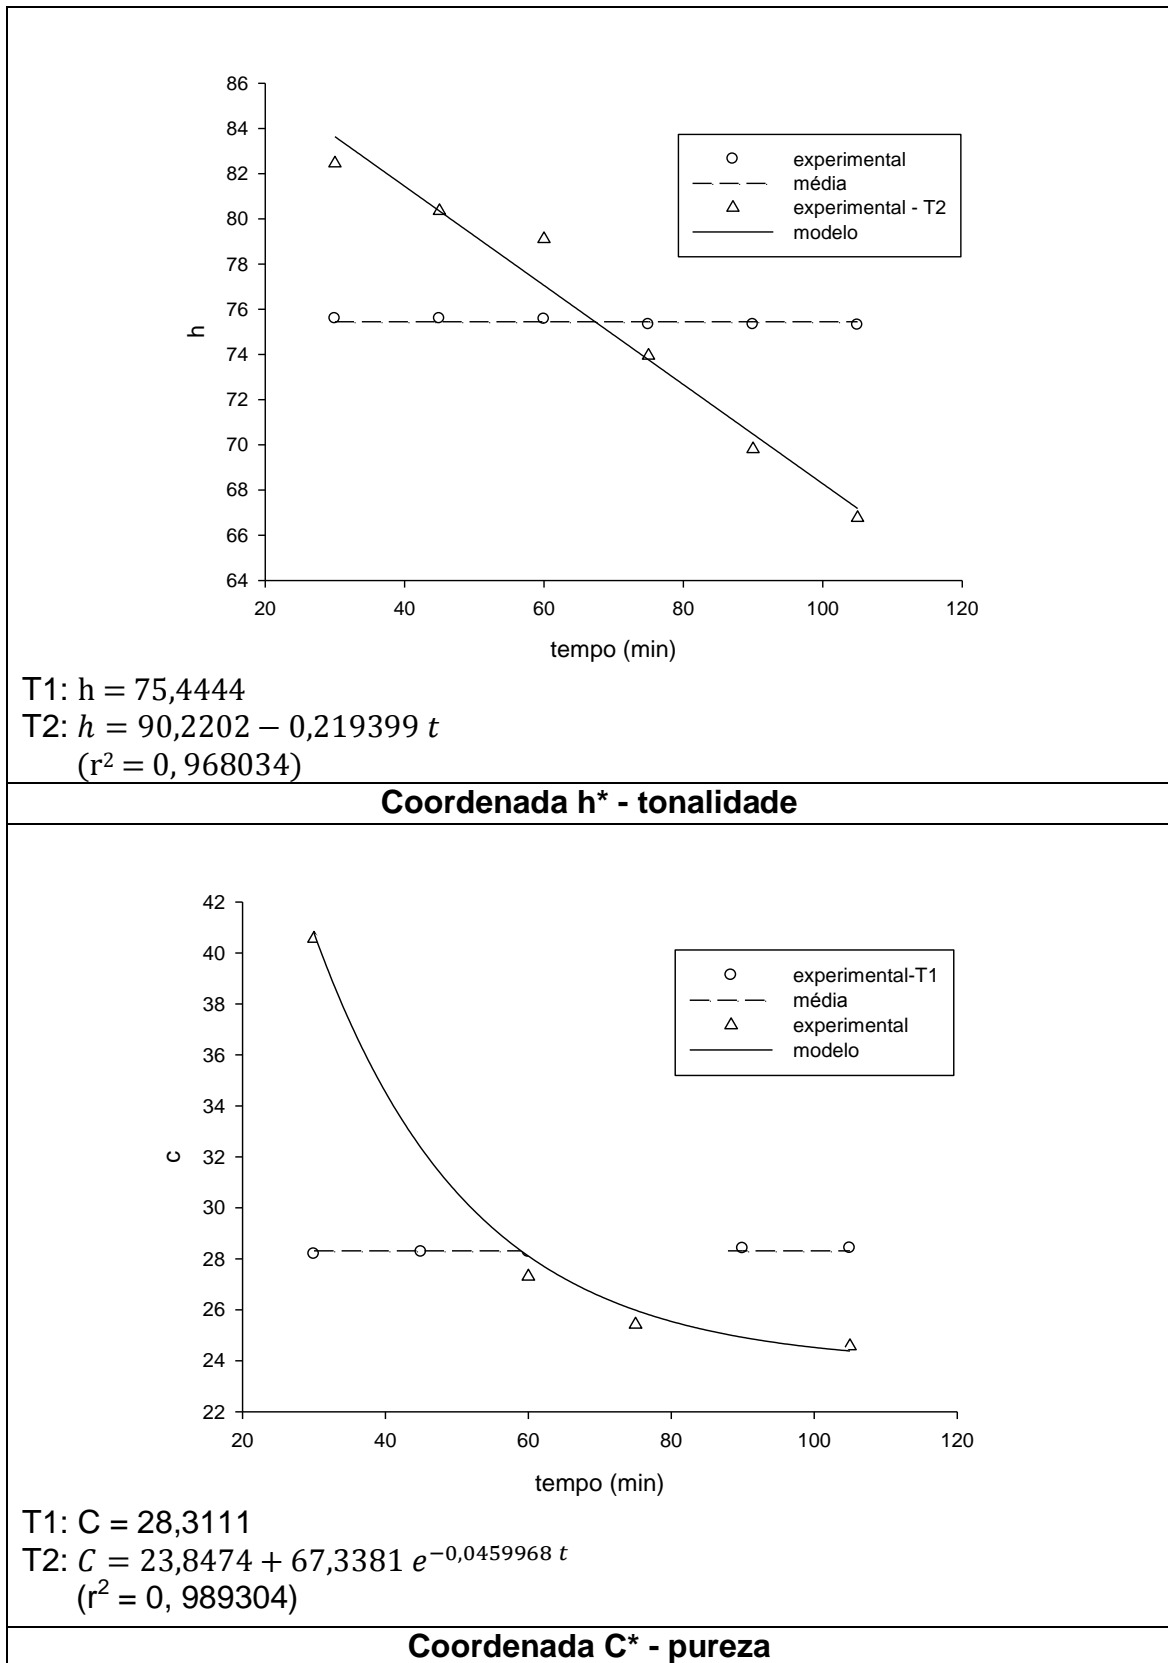 86
84
82
80
78
76
74
72
70
68
66
64
h
experimental
média
experimental - T2
modelo
20 40 60 80 100 120
tempo (min)
T1: h = 75,4444
T2: h = 90,2202 − 0,219399 t
(r² = 0, 968034)
Coordenada h* - tonalidade
42
40
38
36
34
32
30
28
26
24
22
c
experimental-T1
média
experimental
modelo
20 40 60 80 100 120
tempo (min)
T1: C = 28,3111
T2: C = 23,8474 + 67,3381 e⁻⁰,⁰⁴⁵⁹⁹⁶⁸ ᵗ
(r² = 0, 989304)
Coordenada C* - pureza